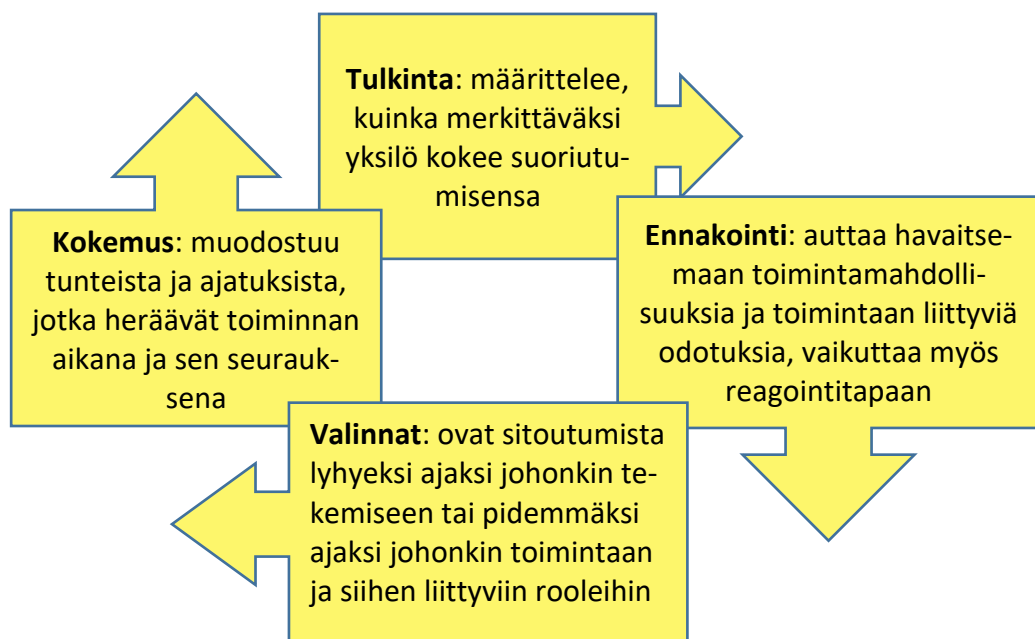 Tulkinta: määrittelee,
kuinka merkittäväksi
yksilö kokee suoriutu-
misensa
Kokemus: muodostuu
tunteista ja ajatuksista,
jotka heräävät toiminnan
aikana ja sen seurauk-
sena
Ennakointi: auttaa havaitse-
maan toimintamahdolli-
suuksia ja toimintaan liittyviä
odotuksia, vaikuttaa myös
reagointitapaan
Valinnat: ovat sitoutumista
lyhyeksi ajaksi johonkin te-
kemiseen tai pidemmäksi
ajaksi johonkin toimintaan
ja siihen liittyviin rooleihin